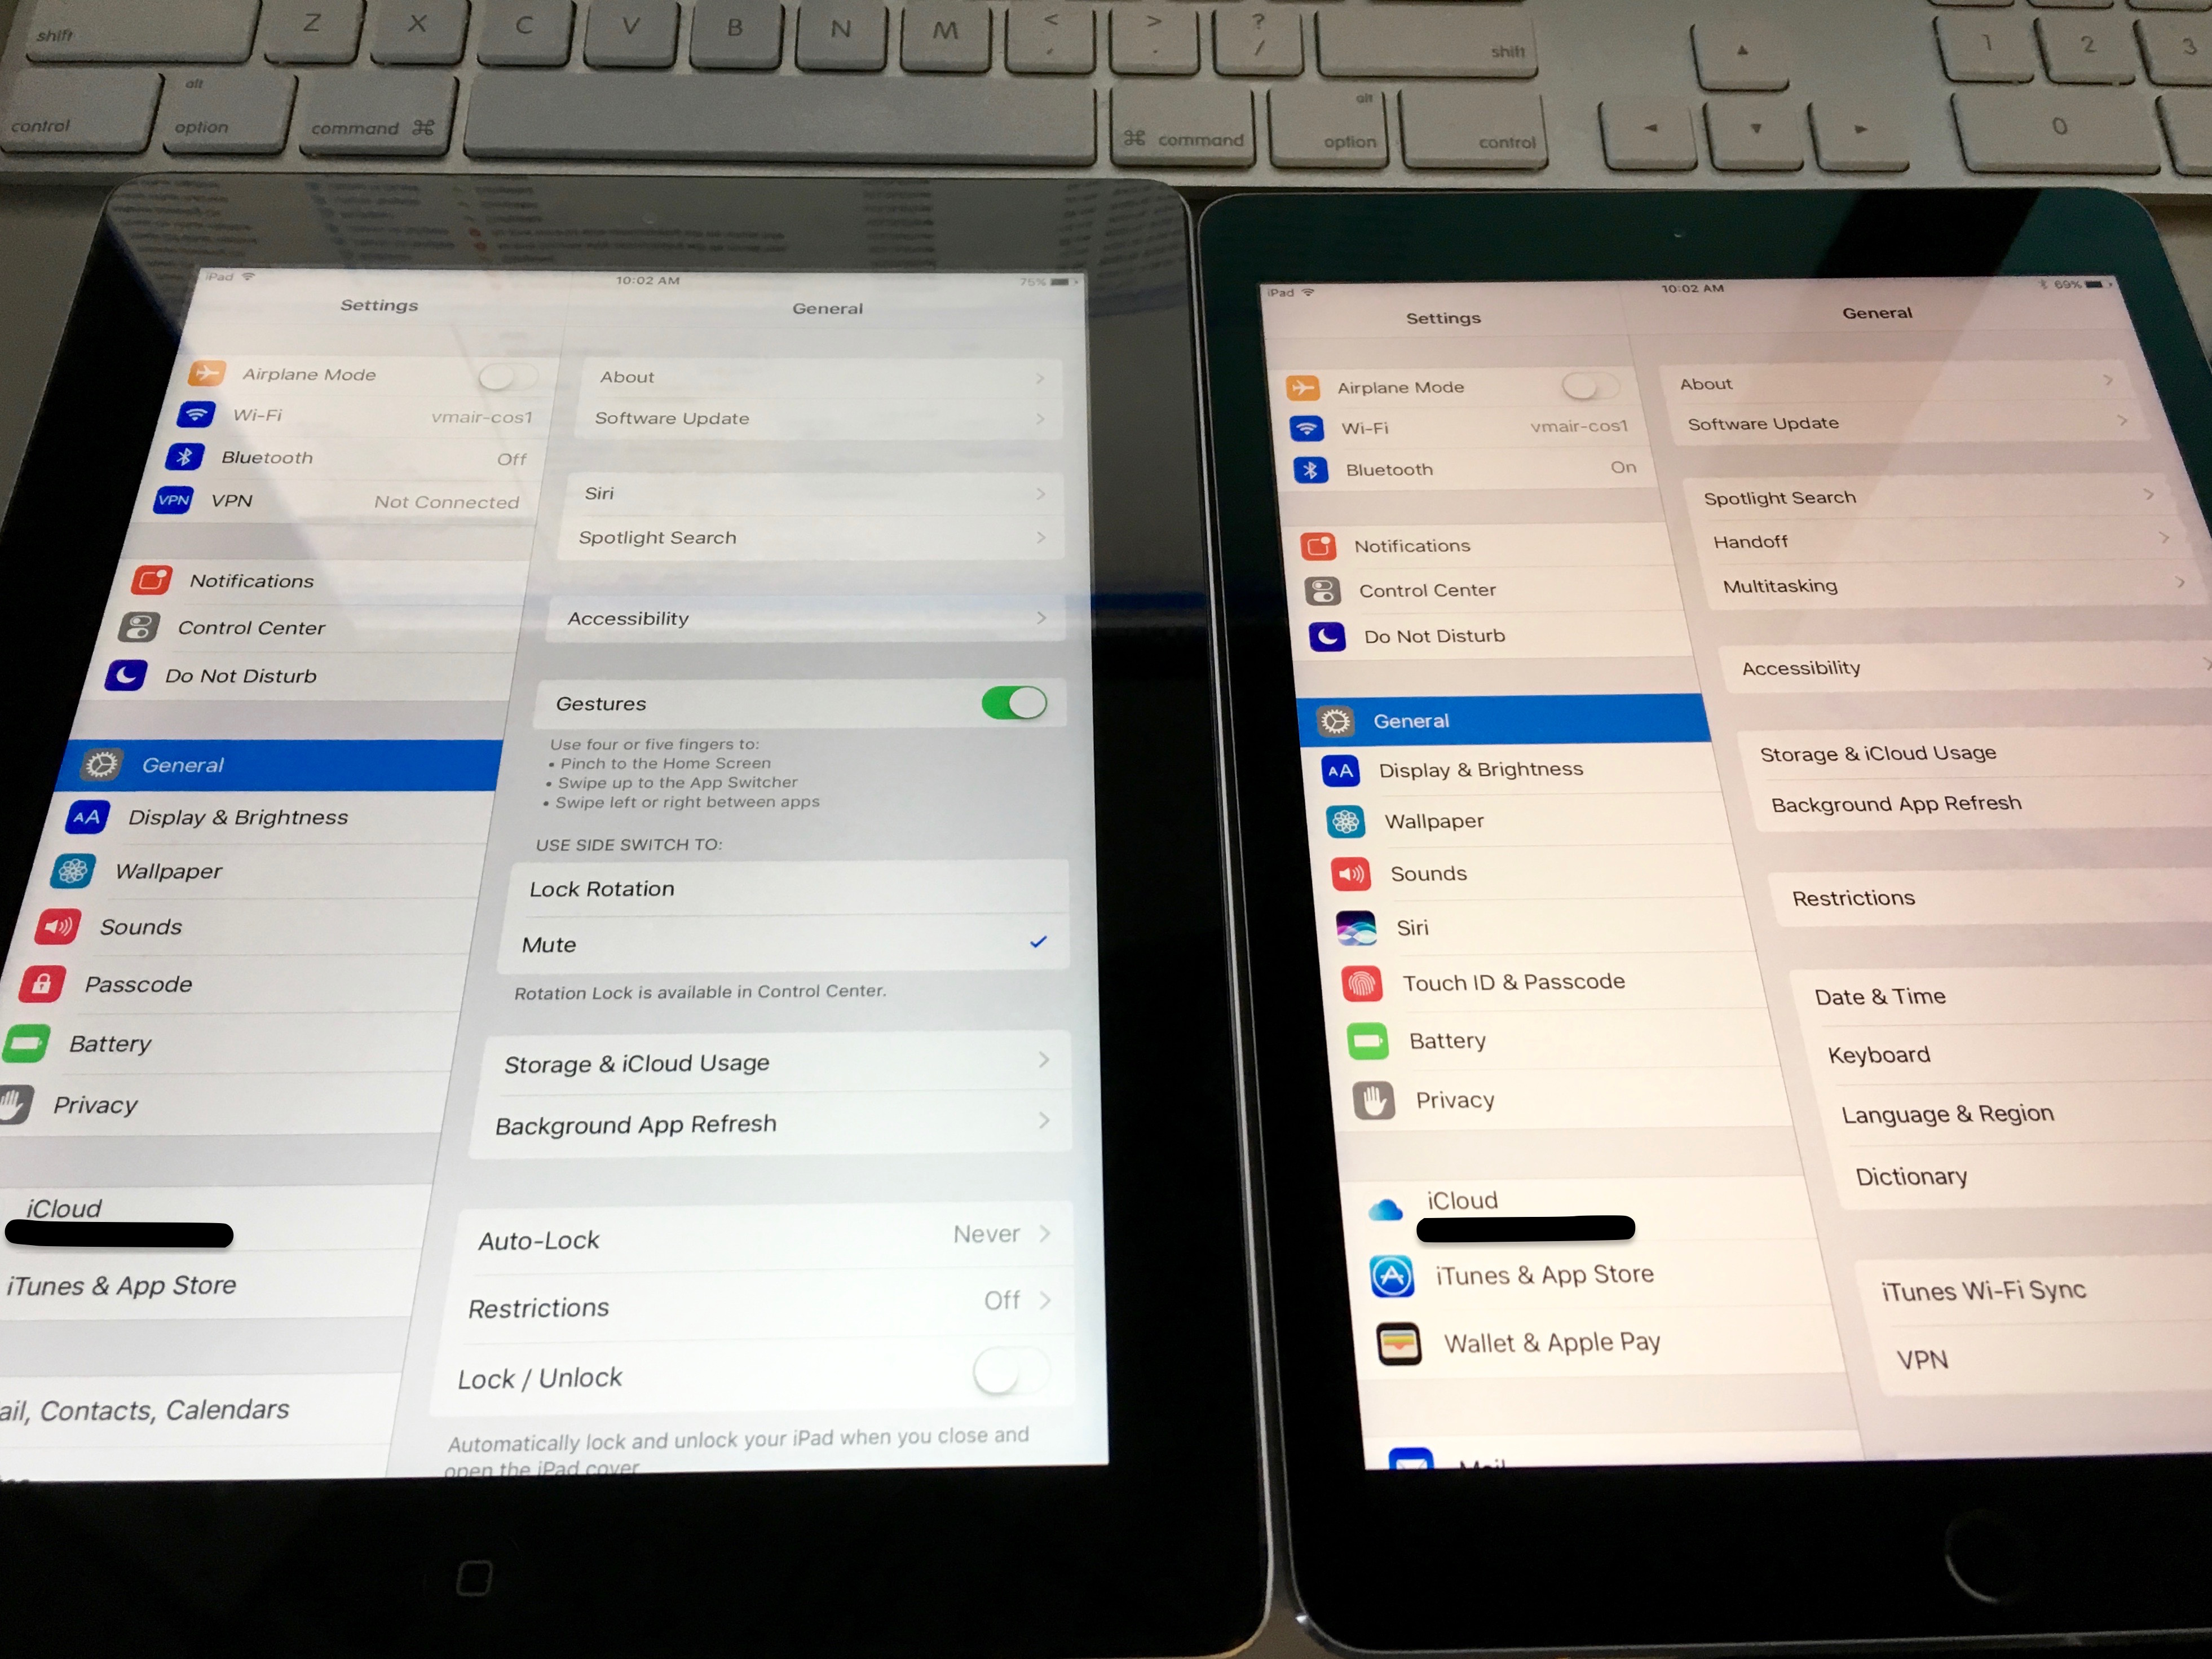 shift Z X C V B N M < , > . ? / shift 1 2 3
control alt option command ⌘ ⌘ command alt option control 0
iPad 10:02 AM 75%
Settings
Airplane Mode
Wi-Fi vmair-cos1
Bluetooth Off
VPN VPN Not Connected
Notifications
Control Center
Do Not Disturb
General
AA Display & Brightness
Wallpaper
Sounds
Passcode
Battery
Privacy
iCloud
iTunes & App Store
ail, Contacts, Calendars
General
About
Software Update
Siri
Spotlight Search
Accessibility
Gestures
Use four or five fingers to:
• Pinch to the Home Screen
• Swipe up to the App Switcher
• Swipe left or right between apps
USE SIDE SWITCH TO:
Lock Rotation
Mute
Rotation Lock is available in Control Center.
Storage & iCloud Usage
Background App Refresh
Auto-Lock Never
Restrictions Off
Lock / Unlock
Automatically lock and unlock your iPad when you close and
open the iPad cover
iPad 10:02 AM 69%
Settings
Airplane Mode
Wi-Fi vmair-cos1
Bluetooth On
Notifications
Control Center
Do Not Disturb
General
AA Display & Brightness
Wallpaper
Sounds
Siri
Touch ID & Passcode
Battery
Privacy
iCloud
iTunes & App Store
Wallet & Apple Pay
Mail
General
About
Software Update
Spotlight Search
Handoff
Multitasking
Accessibility
Storage & iCloud Usage
Background App Refresh
Restrictions
Date & Time
Keyboard
Language & Region
Dictionary
iTunes Wi-Fi Sync
VPN